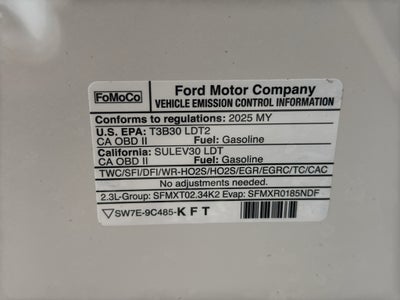 FoMoCo
Ford Motor Company
VEHICLE EMISSION CONTROL INFORMATION
Conforms to regulations: 2025 MY
U.S. EPA: T3B30 LDT2
CA OBD II Fuel: Gasoline
California: SULEV30 LDT
CA OBD II Fuel: Gasoline
TWC/SFI/DFI/WR-HO2S/HO2S/EGR/EGRC/TC/CAC
No adjustments needed.
2.3L-Group: SFMXT02.34K2 Evap: SFMXR0185NDF
SW7E-9C485-KFT